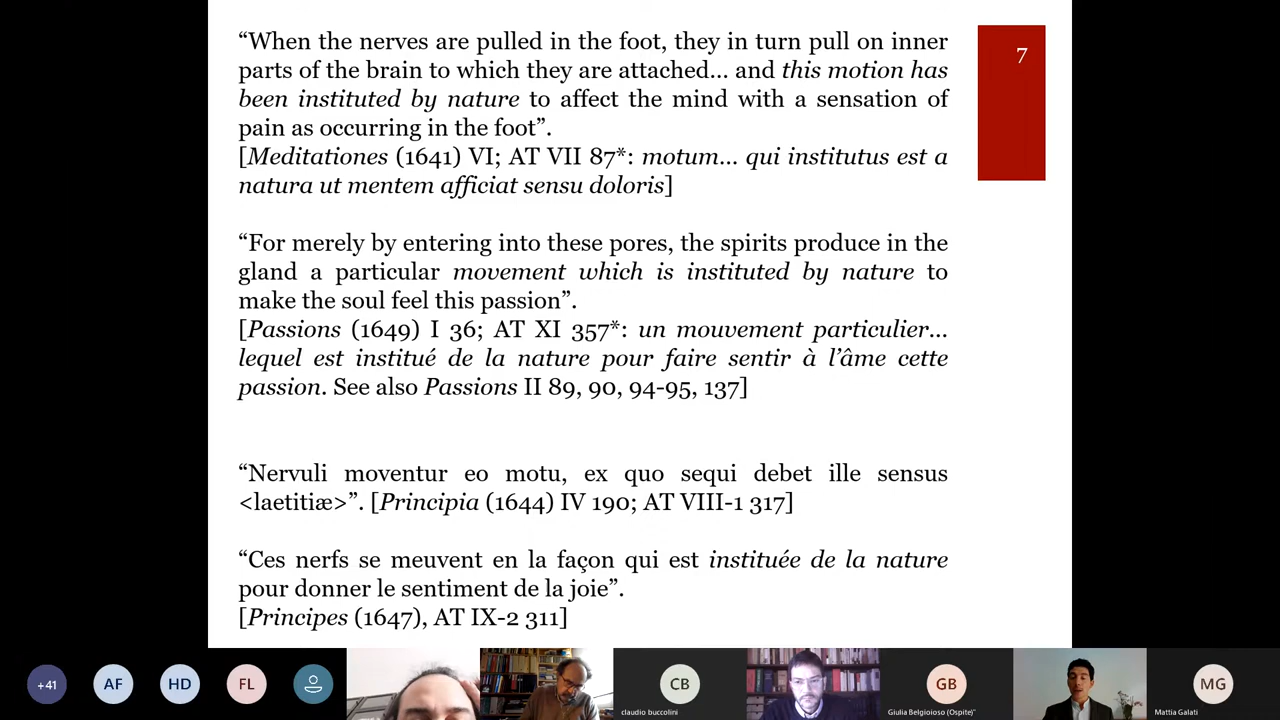 “When the nerves are pulled in the foot, they in turn pull on inner
parts of the brain to which they are attached... and this motion has
been instituted by nature to affect the mind with a sensation of
pain as occurring in the foot”.
[Meditationes (1641) VI; AT VII 87*: motum... qui institutus est a
natura ut mentem afficiat sensu doloris]
“For merely by entering into these pores, the spirits produce in the
gland a particular movement which is instituted by nature to
make the soul feel this passion”.
[Passions (1649) I 36; AT XI 357*: un mouvement particulier...
lequel est institué de la nature pour faire sentir à l’âme cette
passion. See also Passions II 89, 90, 94-95, 137]
“Nervuli moventur eo motu, ex quo sequi debet ille sensus
<laetitiæ>”. [Principia (1644) IV 190; AT VIII-1 317]
“Ces nerfs se meuvent en la façon qui est instituée de la nature
pour donner le sentiment de la joie”.
[Principes (1647), AT IX-2 311]
7
+41
AF
HD
FL
CB
claudio buccolini
GB
Giulia Belgioioso (Ospite)"
MG
Mattia Galati